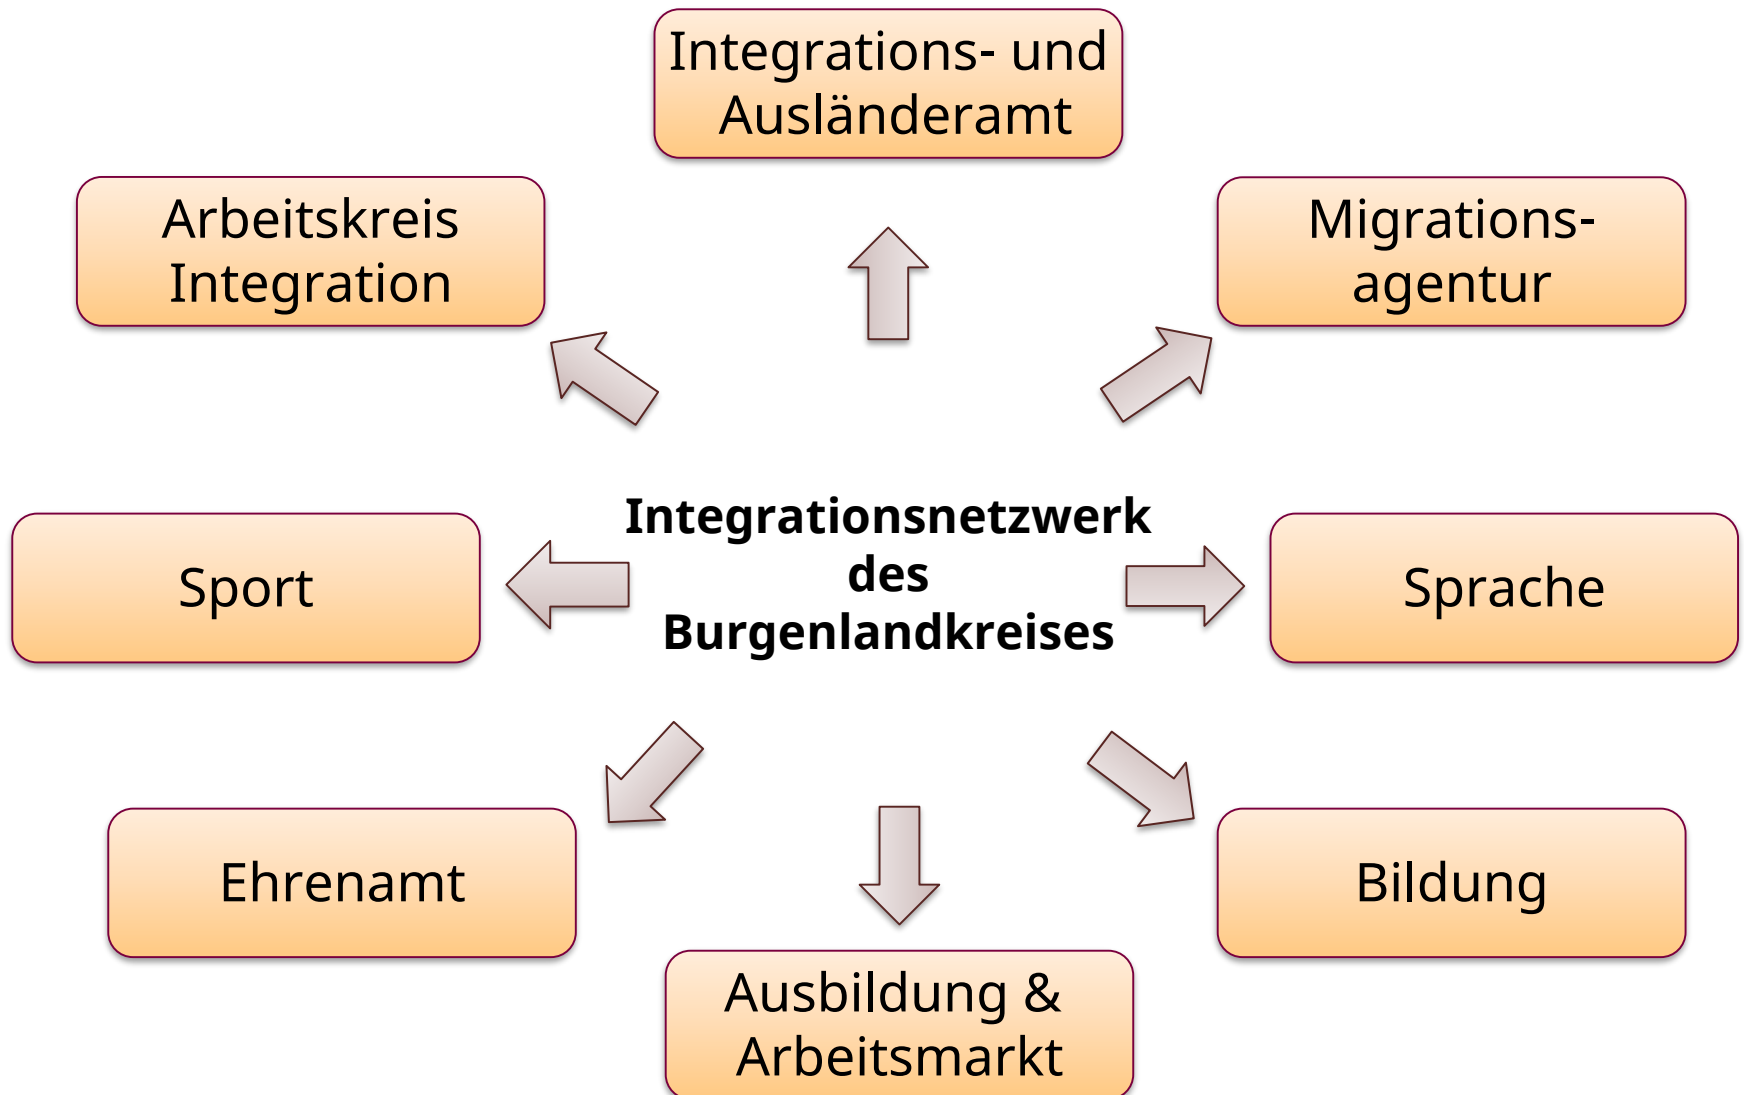 Integrations- und
Ausländeramt
Arbeitskreis
Integration
Migrations-
agentur
Integrationsnetzwerk
des
Burgenlandkreises
Sport
Sprache
Ehrenamt
Bildung
Ausbildung &
Arbeitsmarkt